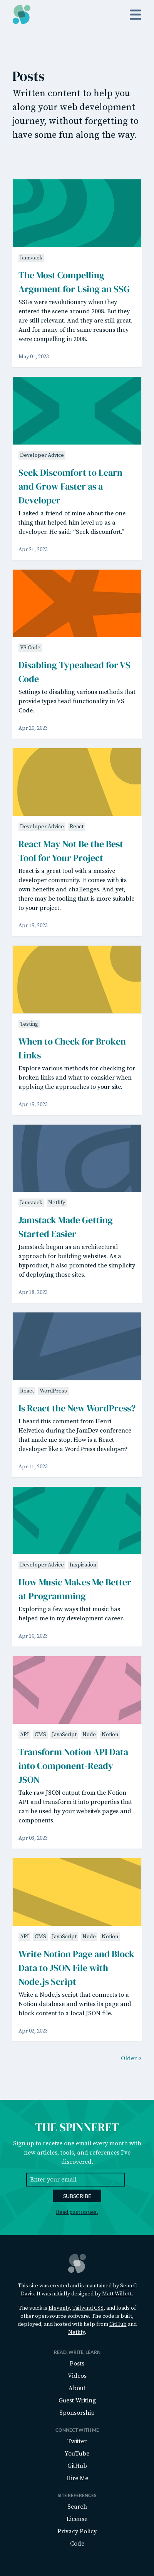 Posts
Written content to help you
along your web development
journey, without forgetting to
have some fun along the way.
Jamstack
The Most Compelling
Argument for Using an SSG
SSGs were revolutionary when they
entered the scene around 2008. But they
are still relevant. And they are still great.
And for many of the same reasons they
were compelling in 2008.
May 01, 2023
Developer Advice
Seek Discomfort to Learn
and Grow Faster as a
Developer
I asked a friend of mine about the one
thing that helped him level up as a
developer. He said: “Seek discomfort.”
Apr 21, 2023
VS Code
Disabling Typeahead for VS
Code
Settings to disabling various methods that
provide typeahead functionality in VS
Code.
Apr 20, 2023
Developer Advice React
React May Not Be the Best
Tool for Your Project
React is a great tool with a massive
developer community. It comes with its
own benefits and challenges. And yet,
there may be tooling that is more suitable
to your project.
Apr 19, 2023
Testing
When to Check for Broken
Links
Explore various methods for checking for
broken links and what to consider when
applying the approaches to your site.
Apr 19, 2023
Jamstack Netlify
Jamstack Made Getting
Started Easier
Jamstack began as an architectural
approach for building websites. As a
byproduct, it also promotes the simplicity
of deploying those sites.
Apr 18, 2023
React WordPress
Is React the New WordPress?
I heard this comment from Henri
Helvetica during the JamDev conference
that made me stop. How is a React
developer like a WordPress developer?
Apr 11, 2023
Developer Advice Inspiration
How Music Makes Me Better
at Programming
Exploring a few ways that music has
helped me in my development career.
Apr 10, 2023
API CMS JavaScript Node Notion
Transform Notion API Data
into Component-Ready
JSON
Take raw JSON output from the Notion
API and transform it into properties that
can be used by your website’s pages and
components.
Apr 03, 2023
API CMS JavaScript Node Notion
Write Notion Page and Block
Data to JSON File with
Node.js Script
Write a Node.js script that connects to a
Notion database and writes its page and
block content to a local JSON file.
Apr 02, 2023
Older >
THE SPINNERET
Sign up to receive one email every month with
new articles, tools, and references I've
discovered.
Enter your email
SUBSCRIBE
Read past issues.
This site was created and is maintained by Sean C
Davis. It was initially designed by Matt Willett.
The stack is Eleventy, Tailwind CSS, and loads of
other open-source software. The code is built,
deployed, and hosted with help from GitHub and
Netlify.
READ, WRITE, LEARN
Posts
Videos
About
Guest Writing
Sponsorship
CONNECT WITH ME
Twitter
YouTube
GitHub
Hire Me
SITE REFERENCES
Search
License
Privacy Policy
Code